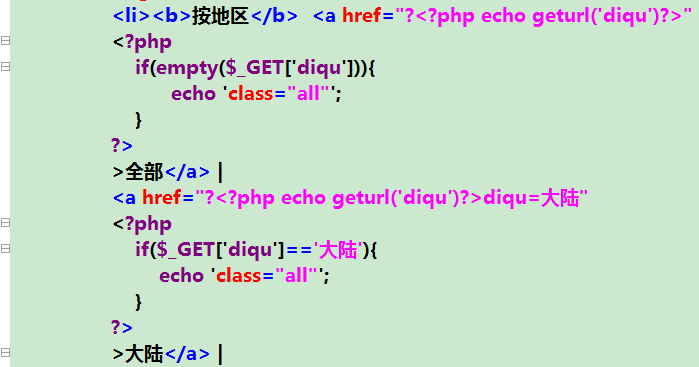 <li><b>按地区</b>  <a href="?<?php echo geturl('diqu')?>"
<?php
if(empty($_GET['diqu'])){
echo 'class="all"';
}
?>
>全部</a> |
<a href="?<?php echo geturl('diqu')?>diqu=大陆"
<?php
if($_GET['diqu']=='大陆'){
echo 'class="all"';
}
?>
>大陆</a> |